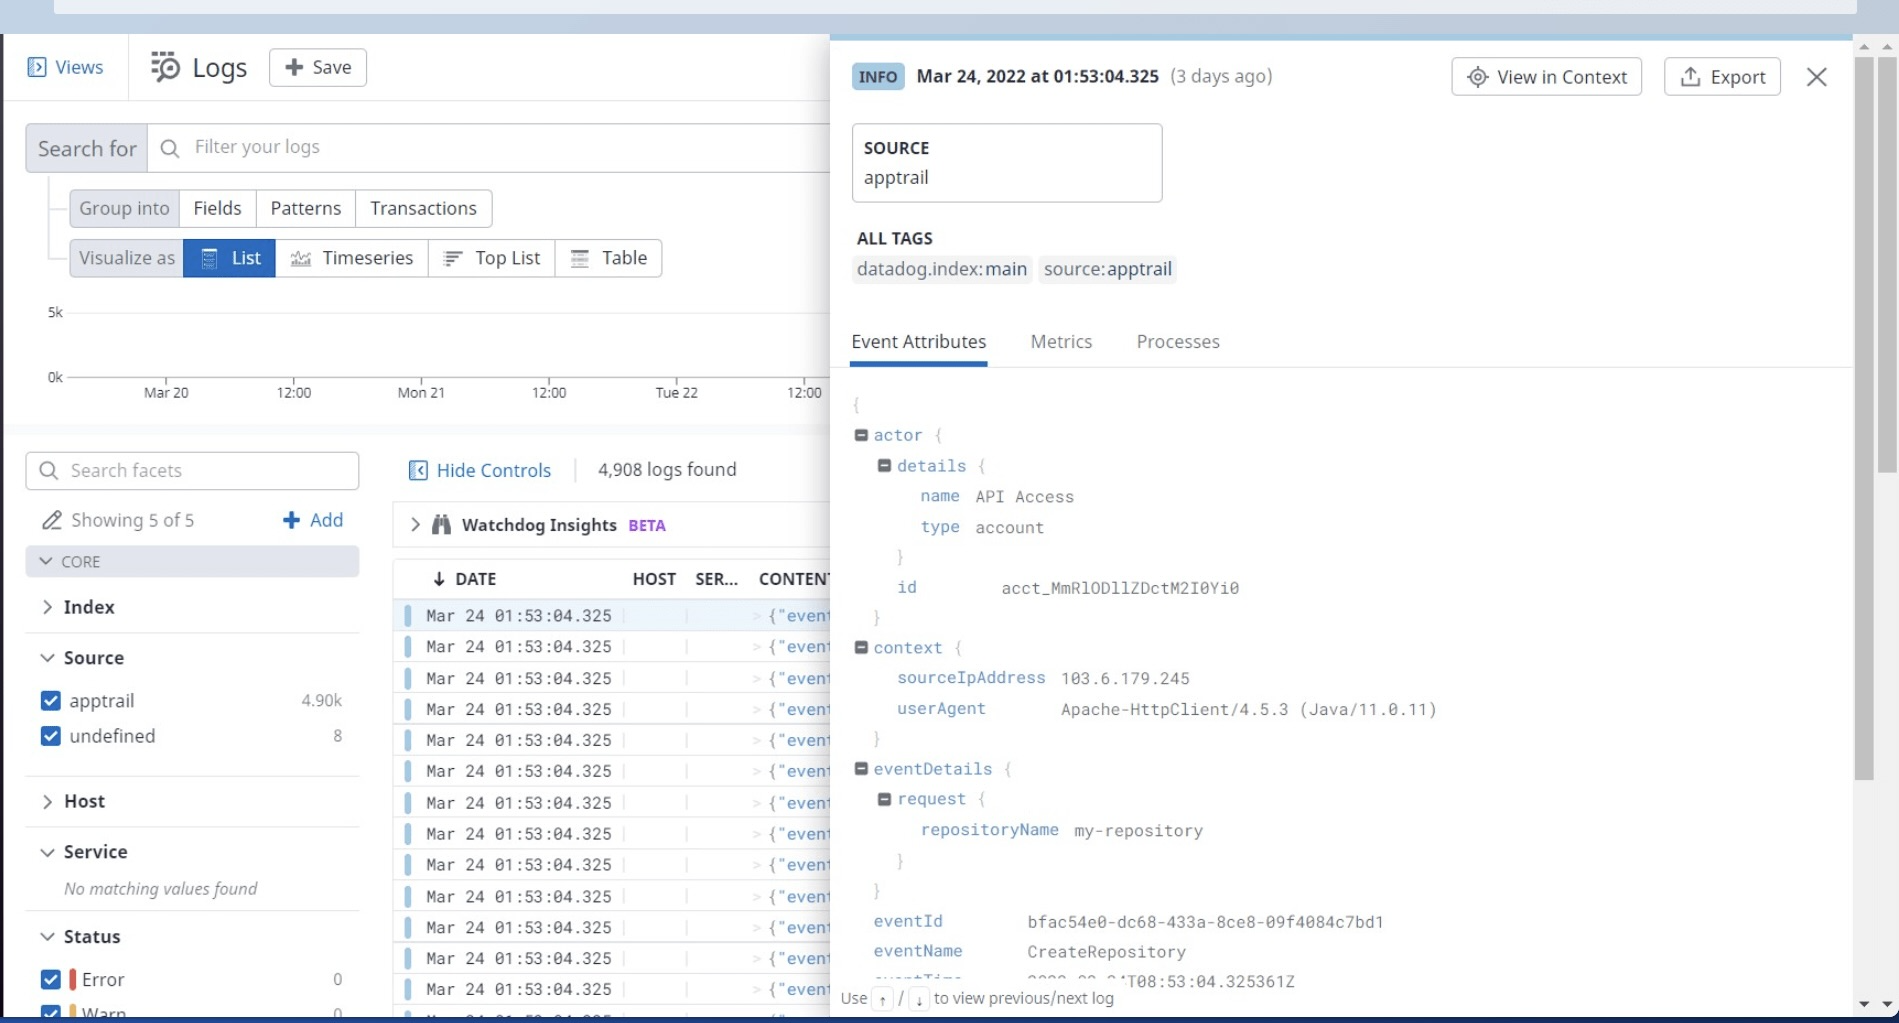 Views
Logs
Save
Search for
Filter your logs
Group into Fields Patterns Transactions
Visualize as List Timeseries Top List Table
5k
0k
Mar 20 12:00 Mon 21 12:00 Tue 22 12:00
Search facets
Showing 5 of 5 Add
CORE
Index
Source
apptrail 4.90k
undefined 8
Host
Service
No matching values found
Status
Error 0
Warn 0
Hide Controls 4,908 logs found
Watchdog Insights BETA
↓ DATE HOST SER... CONTENT
Mar 24 01:53:04.325 > {"event
Mar 24 01:53:04.325 > {"event
Mar 24 01:53:04.325 > {"event
Mar 24 01:53:04.325 > {"event
Mar 24 01:53:04.325 > {"event
Mar 24 01:53:04.325 > {"event
Mar 24 01:53:04.325 > {"event
Mar 24 01:53:04.325 > {"event
Mar 24 01:53:04.325 > {"event
Mar 24 01:53:04.325 > {"event
Mar 24 01:53:04.325 > {"event
Mar 24 01:53:04.325 > {"event
Mar 24 01:53:04.325 > {"event
INFO Mar 24, 2022 at 01:53:04.325 (3 days ago)
View in Context
Export
SOURCE
apptrail
ALL TAGS
datadog.index:main source:apptrail
Event Attributes Metrics Processes
{
actor {
details {
name API Access
type account
}
id acct_MmRlODllZDctM2I0Yi0
}
context {
sourceIpAddress 103.6.179.245
userAgent Apache-HttpClient/4.5.3 (Java/11.0.11)
}
eventDetails {
request {
repositoryName my-repository
}
}
eventId bfac54e0-dc68-433a-8ce8-09f4084c7bd1
eventName CreateRepository
T08:53:04.325361Z
Use ↑ / ↓ to view previous/next log